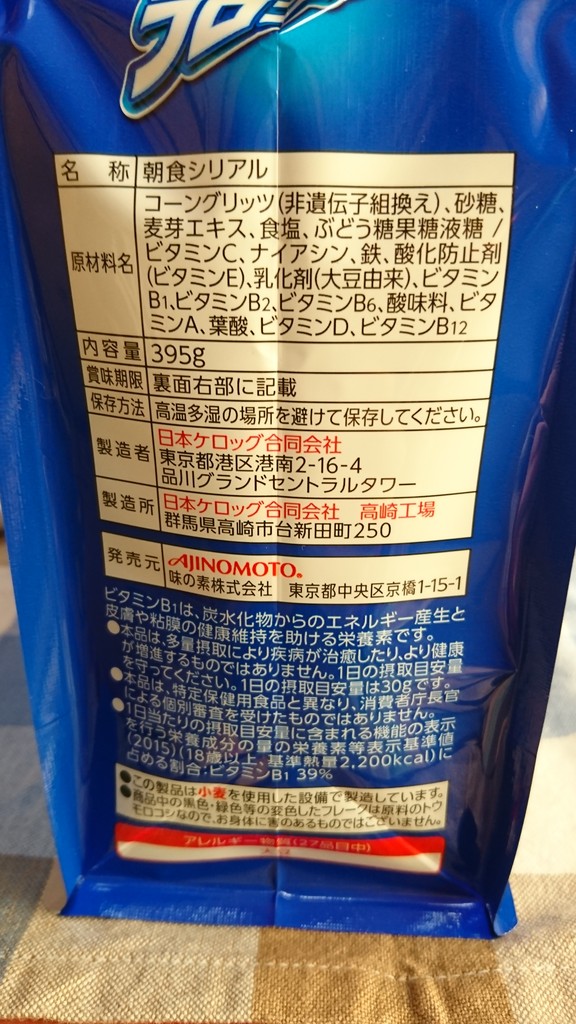 フロ
名称 朝食シリアル
原材料名 コーングリッツ(非遺伝子組換え)、砂糖、
麦芽エキス、食塩、ぶどう糖果糖液糖 /
ビタミンC、ナイアシン、鉄、酸化防止剤
(ビタミンE)、乳化剤(大豆由来)、ビタミン
B1、ビタミンB2、ビタミンB6、酸味料、ビタ
ミンA、葉酸、ビタミンD、ビタミンB12
内容量 395g
賞味期限 裏面右部に記載
保存方法 高温多湿の場所を避けて保存してください。
製造者 日本ケロッグ合同会社
東京都港区港南2-16-4
品川グランドセントラルタワー
製造所 日本ケロッグ合同会社 高崎工場
群馬県高崎市台新田町250
発売元 AJINOMOTO®
味の素株式会社 東京都中央区京橋1-15-1
ビタミンB1は、炭水化物からのエネルギー産生と
皮膚や粘膜の健康維持を助ける栄養素です。
●本品は、多量摂取により疾病が治癒したり、より健康
が増進するものではありません。1日の摂取目安量
を守ってください。1日の摂取目安量は30gです。
●本品は、特定保健用食品と異なり、消費者庁長官
による個別審査を受けたものではありません。
●1日当たりの摂取目安量に含まれる機能の表示
を行う栄養成分の量の栄養素等表示基準値
(2015)(18歳以上、基準熱量2,200kcal)に
占める割合:ビタミンB1 39%
●この製品は小麦を使用した設備で製造しています。
●商品中の黒色・緑色等の変色したフレークは原料のトウ
モロコシなので、お身体に害のあるものではございません。
アレルギー物質(27品目中)